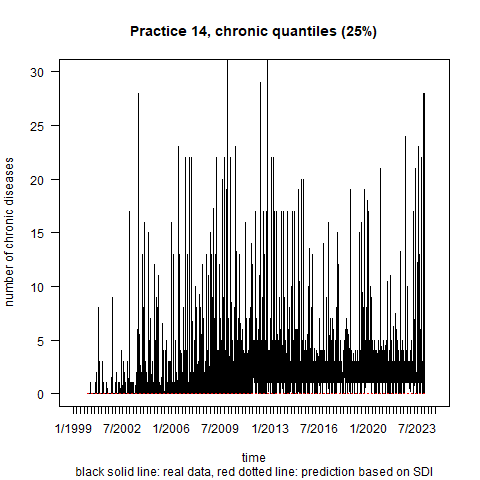 Practice 14, chronic quantiles (25%)
number of chronic diseases
30
25
20
15
10
5
0
1/1999 7/2002 1/2006 7/2009 1/2013 7/2016 1/2020 7/2023
time
black solid line: real data, red dotted line: prediction based on SDI